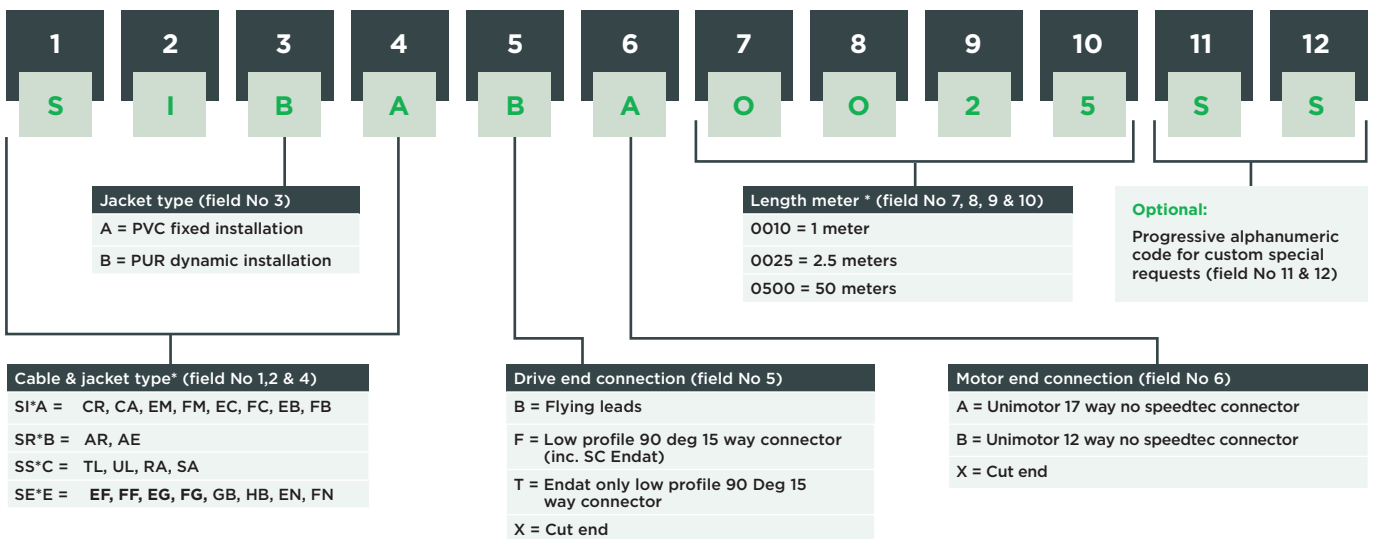 1 2 3 4 5 6 7 8 9 10 11 12
S I B A B A O O 2 5 S S
Jacket type (field No 3)
A = PVC fixed installation
B = PUR dynamic installation
Length meter * (field No 7, 8, 9 & 10)
0010 = 1 meter
0025 = 2.5 meters
0500 = 50 meters
Optional:
Progressive alphanumeric
code for custom special
requests (field No 11 & 12)
Cable & jacket type* (field No 1,2 & 4)
SI*A = CR, CA, EM, FM, EC, FC, EB, FB
SR*B = AR, AE
SS*C = TL, UL, RA, SA
SE*E = EF, FF, EG, FG, GB, HB, EN, FN
Drive end connection (field No 5)
B = Flying leads
F = Low profile 90 deg 15 way connector
(inc. SC Endat)
T = Endat only low profile 90 Deg 15
way connector
X = Cut end
Motor end connection (field No 6)
A = Unimotor 17 way no speedtec connector
B = Unimotor 12 way no speedtec connector
X = Cut end